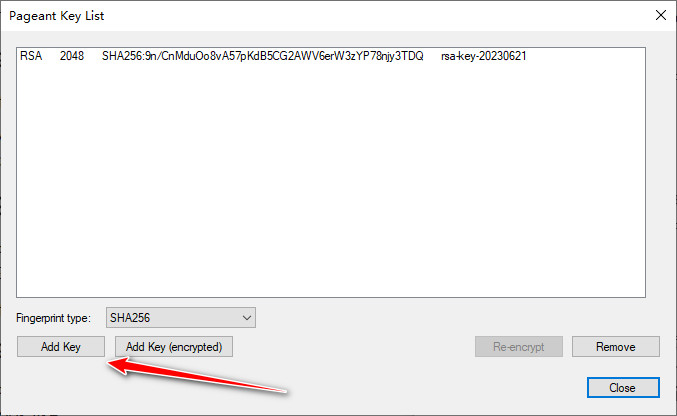 Pageant Key List
RSA 2048 SHA256:9n/CnMduOo8vA57pKdB5CG2AWV6erW3zYP78njy3TDQ rsa-key-20230621
Fingerprint type: SHA256
Add Key Add Key (encrypted) Re-encrypt Remove
Close